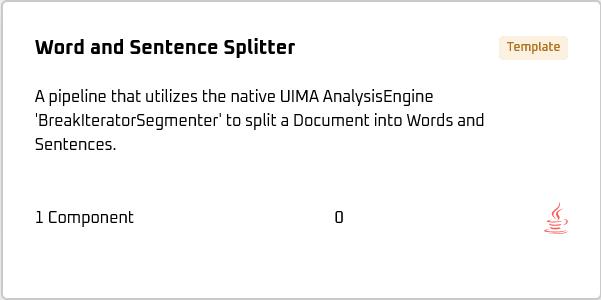 Word and Sentence Splitter
Template
A pipeline that utilizes the native UIMA AnalysisEngine
'BreakIteratorSegmenter' to split a Document into Words and
Sentences.
1 Component
0